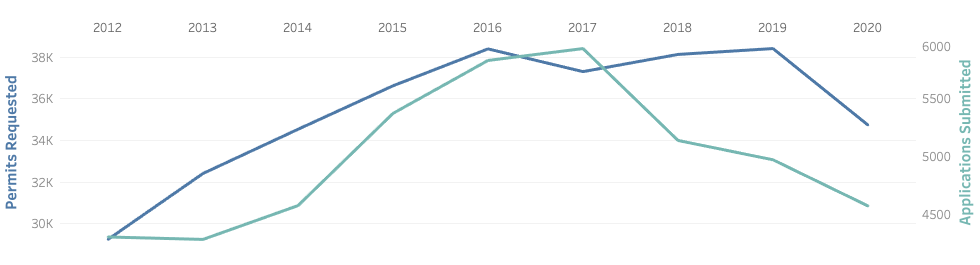 2012 2013 2014 2015 2016 2017 2018 2019 2020
Permits Requested
38K
36K
34K
32K
30K
6000
5500
5000
4500
Applications Submitted